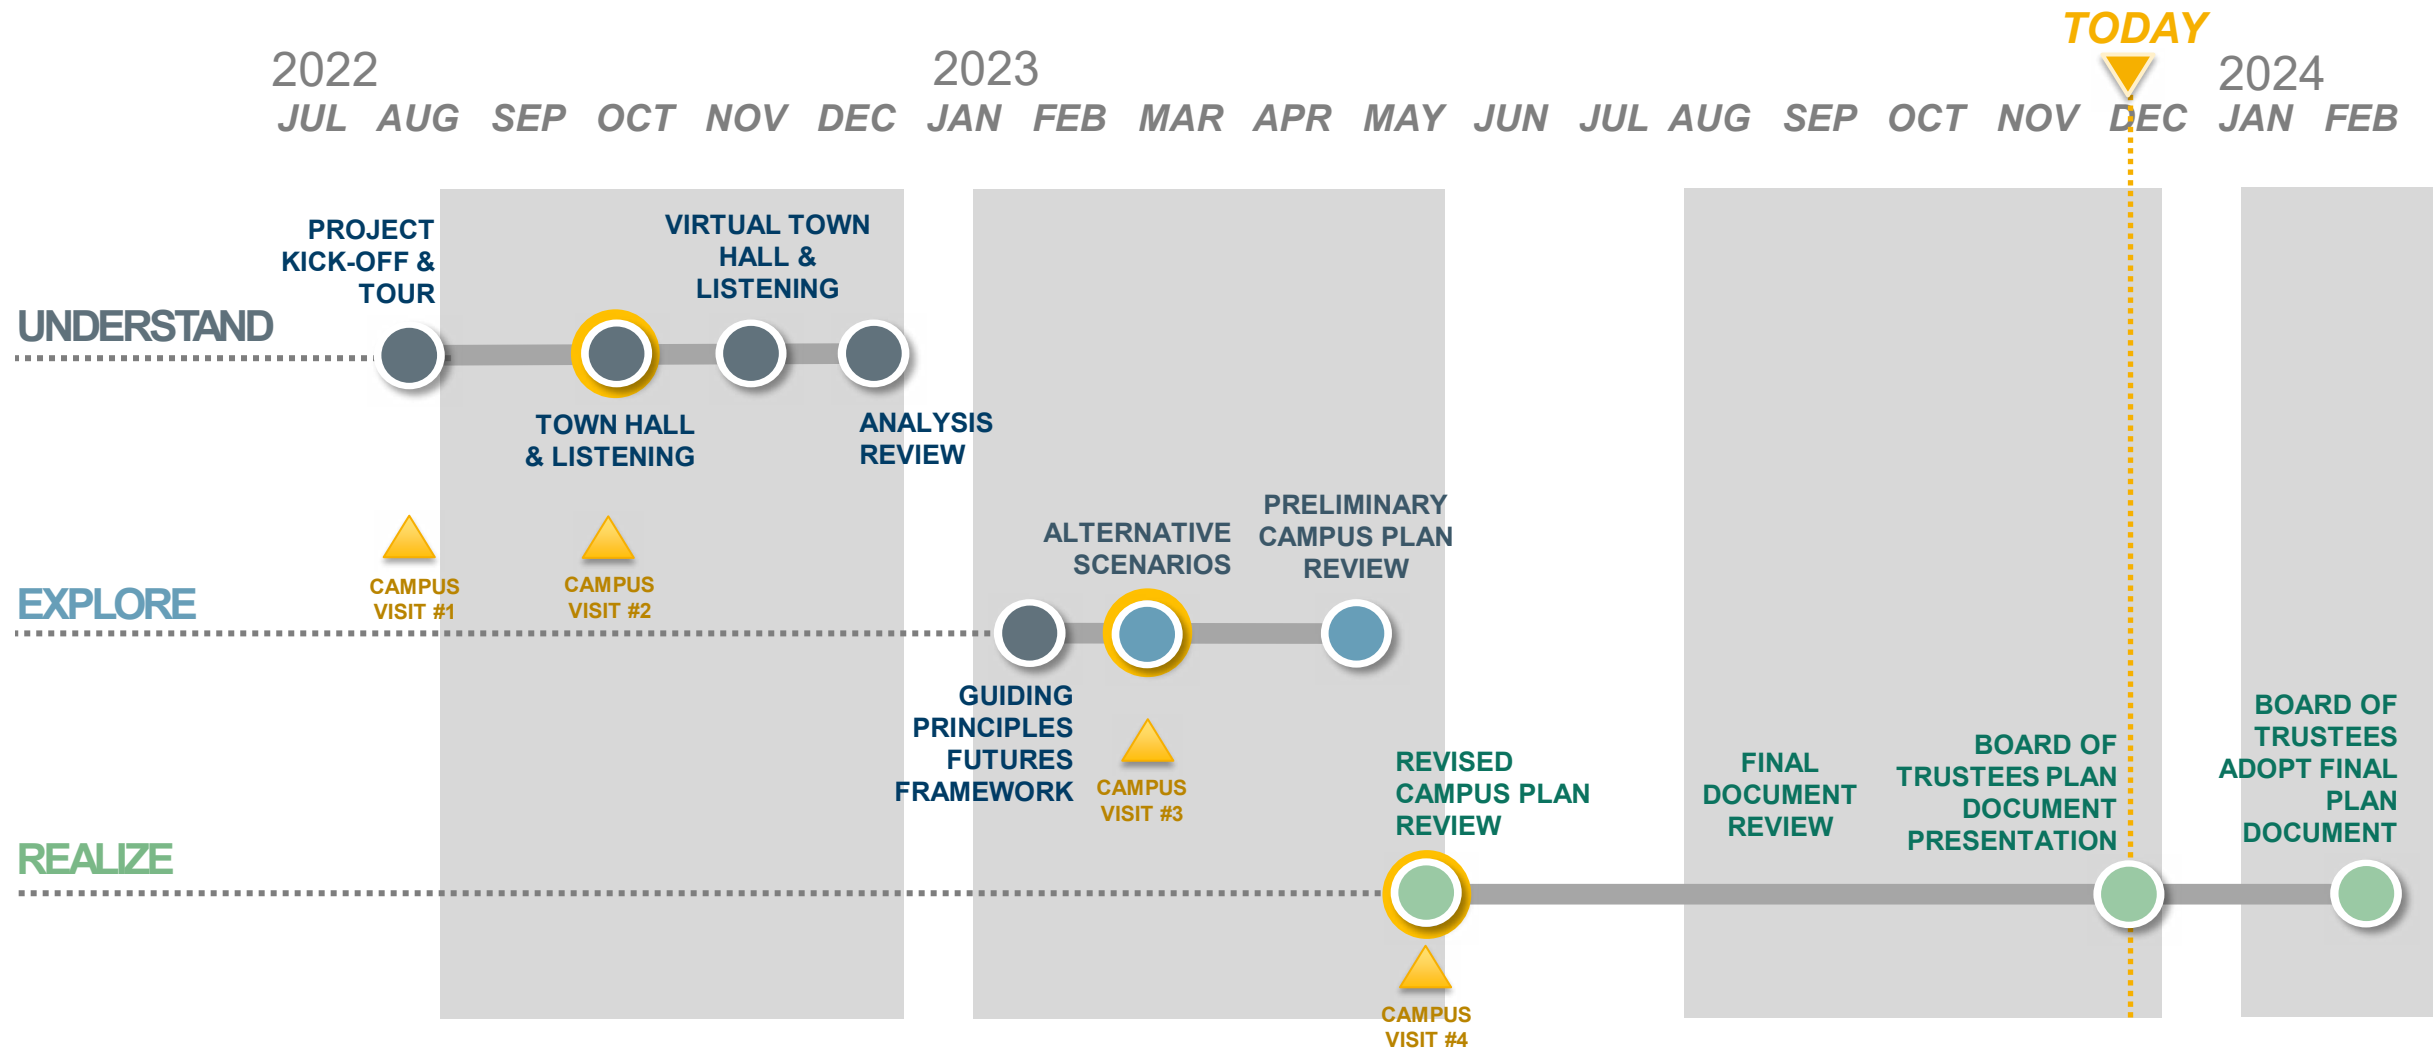 TODAY
2022
2023
2024
JUL AUG SEP OCT NOV DEC JAN FEB MAR APR MAY JUN JUL AUG SEP OCT NOV DEC JAN FEB
PROJECT
KICK-OFF &
TOUR
VIRTUAL TOWN
HALL &
LISTENING
UNDERSTAND
TOWN HALL
& LISTENING
ANALYSIS
REVIEW
CAMPUS
VISIT #1
CAMPUS
VISIT #2
ALTERNATIVE
SCENARIOS
PRELIMINARY
CAMPUS PLAN
REVIEW
EXPLORE
GUIDING
PRINCIPLES
FUTURES
FRAMEWORK
CAMPUS
VISIT #3
REVISED
CAMPUS PLAN
REVIEW
FINAL
DOCUMENT
REVIEW
BOARD OF
TRUSTEES PLAN
DOCUMENT
PRESENTATION
BOARD OF
TRUSTEES
ADOPT FINAL
PLAN
DOCUMENT
REALIZE
CAMPUS
VISIT #4